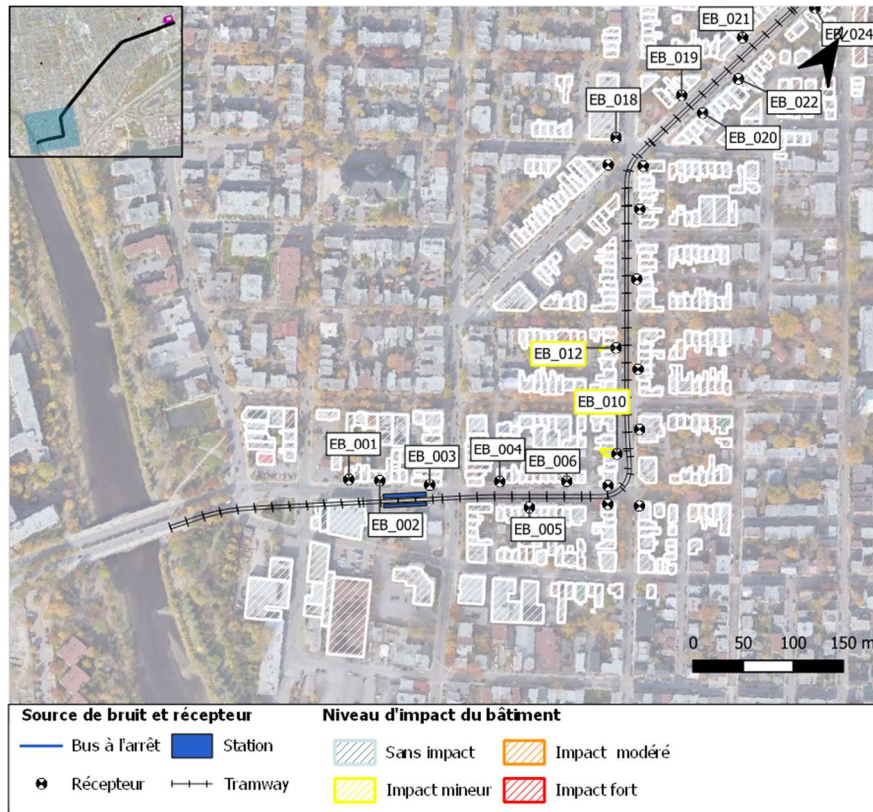 EB_021
EB_024
EB_019
EB_018
EB_022
EB_020
EB_012
EB_010
EB_001
EB_003
EB_004
EB_006
EB_002
EB_005
0 50 100 150 m
Source de bruit et récepteur
Bus à l'arrêt
Station
Récepteur
Tramway
Niveau d'impact du bâtiment
Sans impact
Impact modéré
Impact mineur
Impact fort